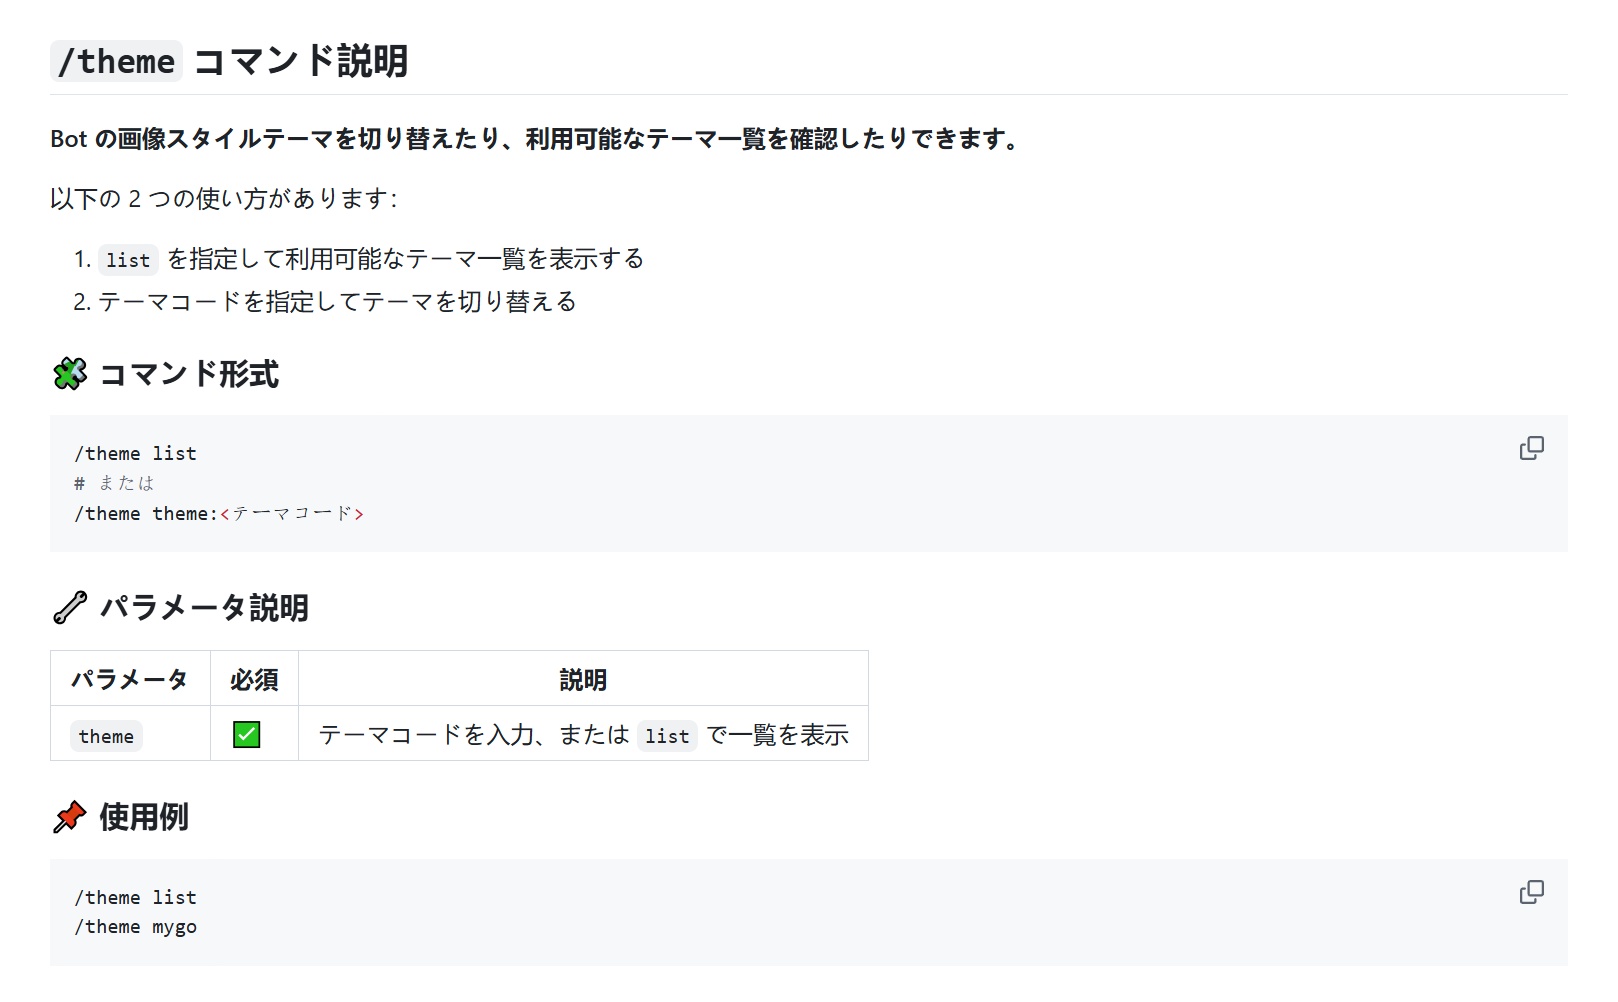 /theme コマンド説明
Bot の画像スタイルテーマを切り替えたり、利用可能なテーマ一覧を確認したりできます。
以下の 2 つの使い方があります：
1. list を指定して利用可能なテーマ一覧を表示する
2. テーマコードを指定してテーマを切り替える
🧩 コマンド形式
/theme list
# または
/theme theme:<テーマコード>
🔧 パラメータ説明
パラメータ 必須 説明
theme ✅ テーマコードを入力、または list で一覧を表示
📌 使用例
/theme list
/theme mygo